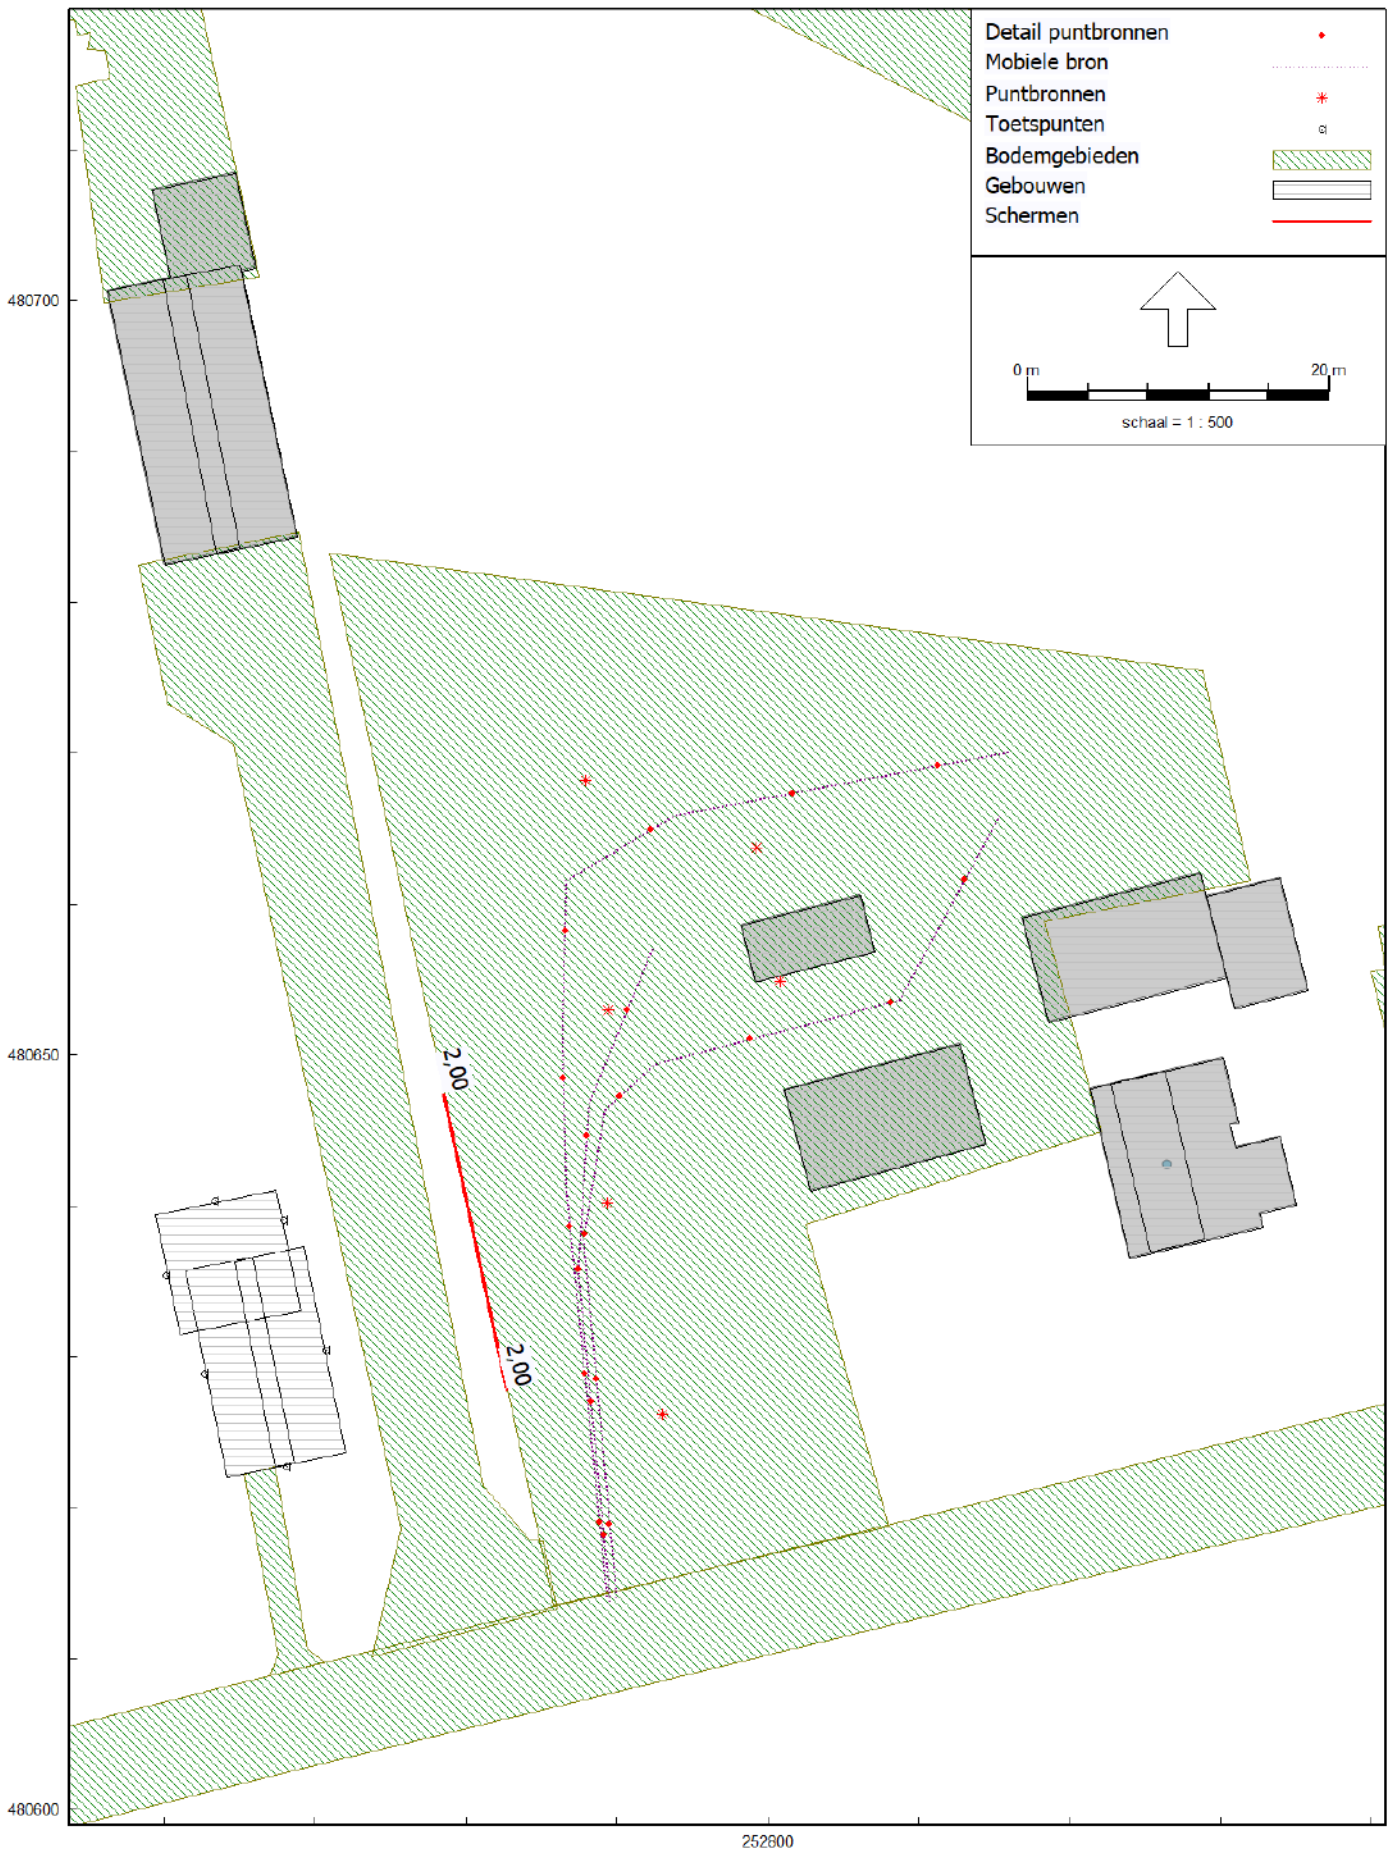 Detail puntbronnen
Mobiele bron
Puntbronnen
Toetspunten
Bodemgebieden
Gebouwen
Schermen
0 m 20 m
schaal = 1 : 500
480700
480650
2,00
2,00
480600
252800